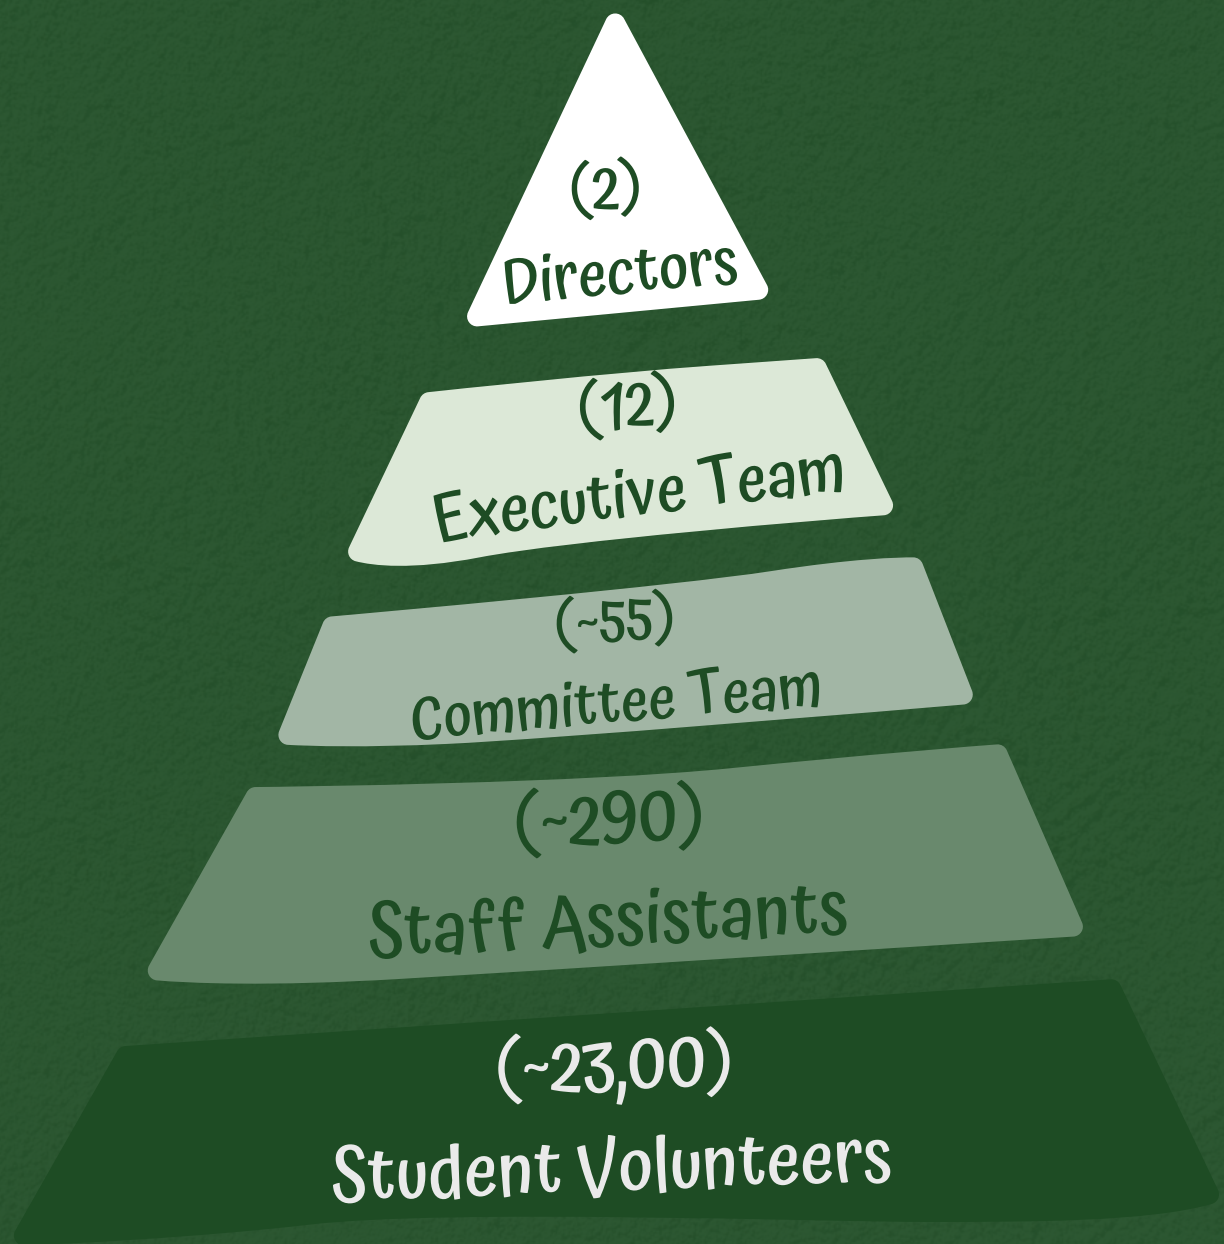 (2)
Directors
(12)
Executive Team
(~55)
Committee Team
(~290)
Staff Assistants
(~23,00)
Student Volunteers